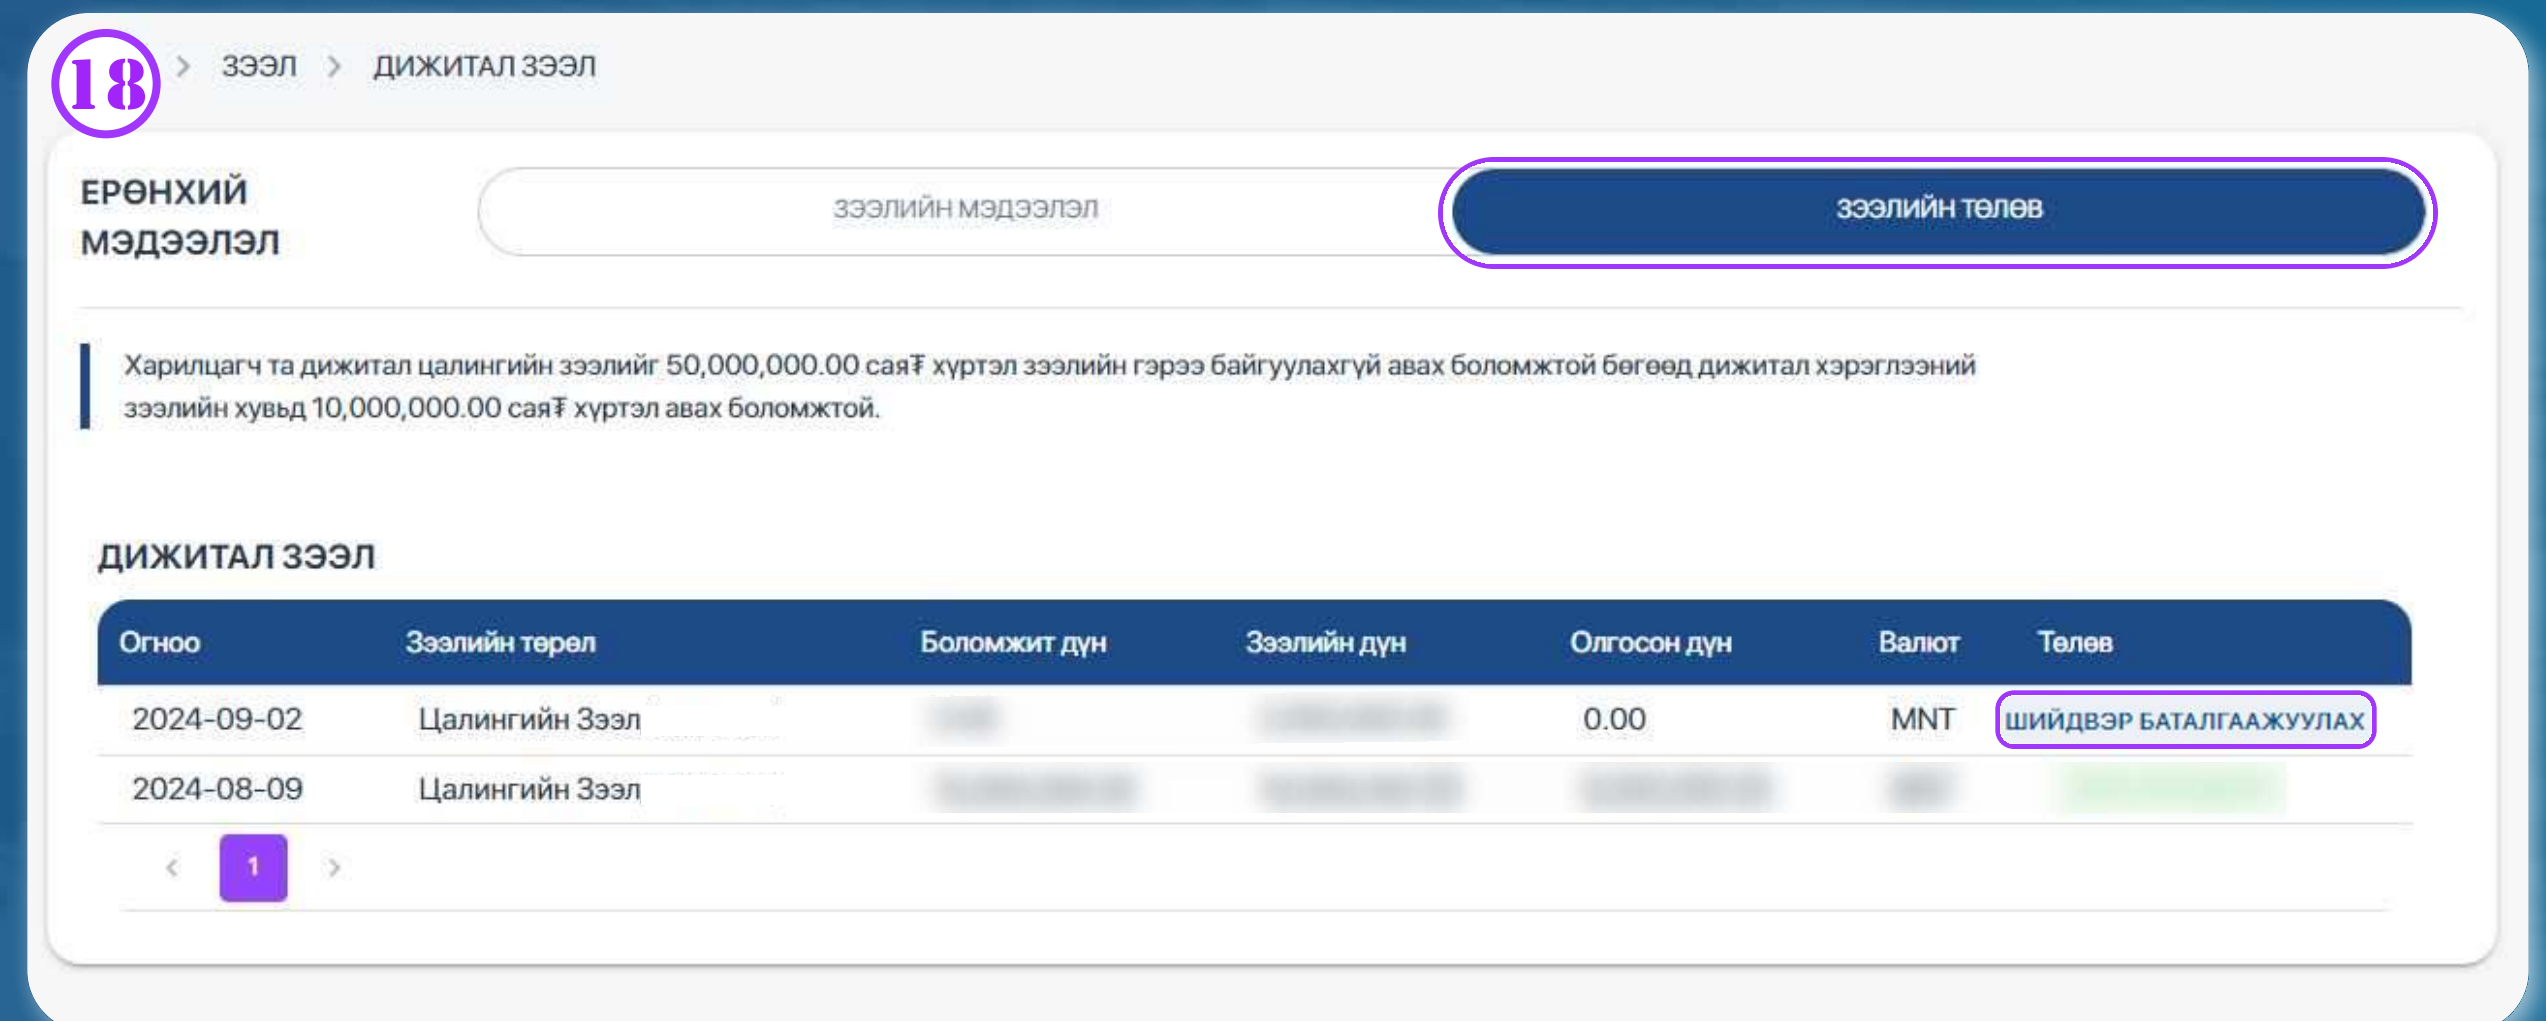 18 > ЗЭЭЛ > ДИЖИТАЛ ЗЭЭЛ
ЕРӨНХИЙ
МЭДЭЭЛЭЛ
ЗЭЭЛИЙН МЭДЭЭЛЭЛ
ЗЭЭЛИЙН ТӨЛӨВ
Харилцагч та дижитал цалингийн зээлийг 50,000,000.00 сая₮ хүртэл зээлийн гэрээ байгуулахгүй авах боломжтой бөгөөд дижитал хэрэглээний
зээлийн хувьд 10,000,000.00 сая₮ хүртэл авах боломжтой.
ДИЖИТАЛ ЗЭЭЛ
Огноо Зээлийн төрөл Боломжит дүн Зээлийн дүн Олгосон дүн Валют Төлөв
2024-09-02 Цалингийн Зээл 0.00 MNT ШИЙДВЭР БАТАЛГААЖУУЛАХ
2024-08-09 Цалингийн Зээл
< 1 >